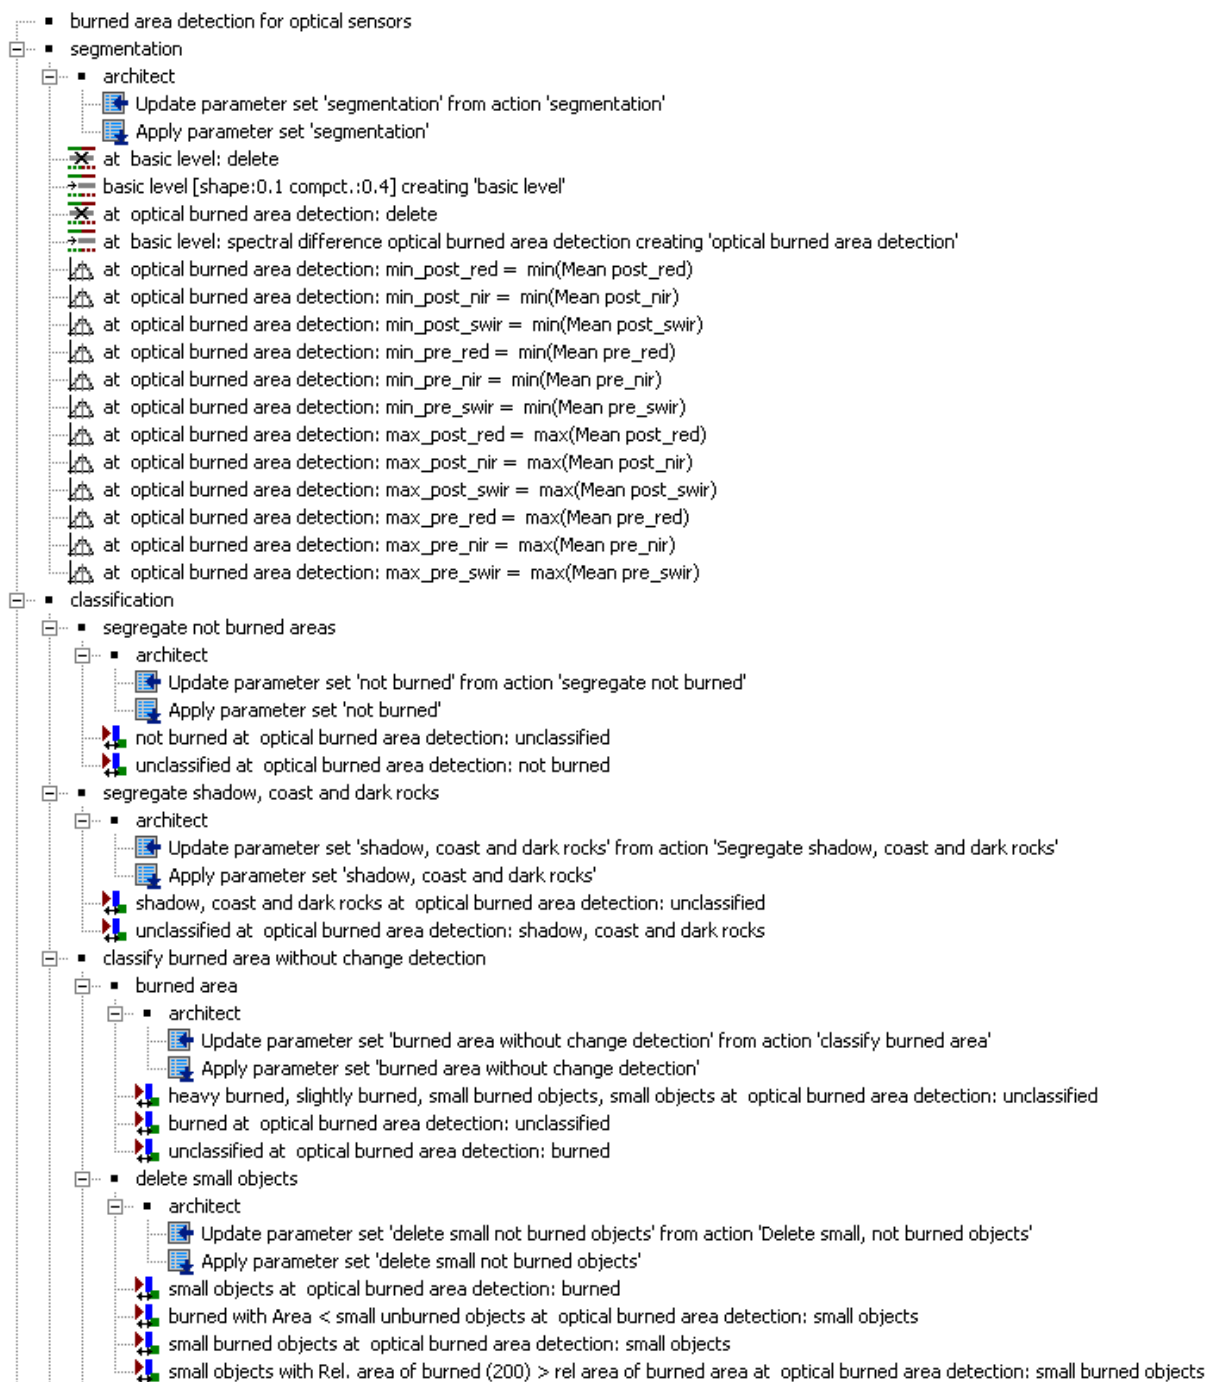 burned area detection for optical sensors
segmentation
architect
Update parameter set 'segmentation' from action 'segmentation'
Apply parameter set 'segmentation'
at basic level: delete
basic level [shape:0.1 compct.:0.4] creating 'basic level'
at optical burned area detection: delete
at basic level: spectral difference optical burned area detection creating 'optical burned area detection'
at optical burned area detection: min_post_red = min(Mean post_red)
at optical burned area detection: min_post_nir = min(Mean post_nir)
at optical burned area detection: min_post_swir = min(Mean post_swir)
at optical burned area detection: min_pre_red = min(Mean pre_red)
at optical burned area detection: min_pre_nir = min(Mean pre_nir)
at optical burned area detection: min_pre_swir = min(Mean pre_swir)
at optical burned area detection: max_post_red = max(Mean post_red)
at optical burned area detection: max_post_nir = max(Mean post_nir)
at optical burned area detection: max_post_swir = max(Mean post_swir)
at optical burned area detection: max_pre_red = max(Mean pre_red)
at optical burned area detection: max_pre_nir = max(Mean pre_nir)
at optical burned area detection: max_pre_swir = max(Mean pre_swir)
classification
segregate not burned areas
architect
Update parameter set 'not burned' from action 'segregate not burned'
Apply parameter set 'not burned'
not burned at optical burned area detection: unclassified
unclassified at optical burned area detection: not burned
segregate shadow, coast and dark rocks
architect
Update parameter set 'shadow, coast and dark rocks' from action 'Segregate shadow, coast and dark rocks'
Apply parameter set 'shadow, coast and dark rocks'
shadow, coast and dark rocks at optical burned area detection: unclassified
unclassified at optical burned area detection: shadow, coast and dark rocks
classify burned area without change detection
burned area
architect
Update parameter set 'burned area without change detection' from action 'classify burned area'
Apply parameter set 'burned area without change detection'
heavy burned, slightly burned, small burned objects, small objects at optical burned area detection: unclassified
burned at optical burned area detection: unclassified
unclassified at optical burned area detection: burned
delete small objects
architect
Update parameter set 'delete small not burned objects' from action 'Delete small, not burned objects'
Apply parameter set 'delete small not burned objects'
small objects at optical burned area detection: burned
burned with Area < small unburned objects at optical burned area detection: small objects
small burned objects at optical burned area detection: small objects
small objects with Rel. area of burned (200) > rel area of burned area at optical burned area detection: small burned objects